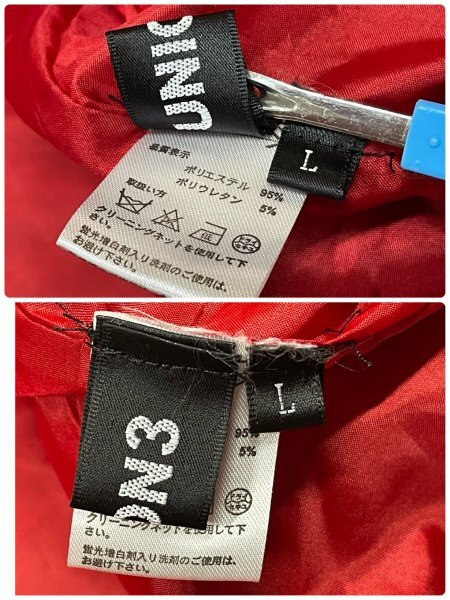 UNIO
L
品質表示
ポリエステル 95%
ポリウレタン 5%
取扱い方
クリーニングネットを使用して下さい。
蛍光増白剤入り洗剤のご使用は、
お避け下さい。
ON3
L
95%
5%
クリーニングネットを使用して下
さい。
蛍光増白剤入り洗剤のご使用は、
お避け下さい。